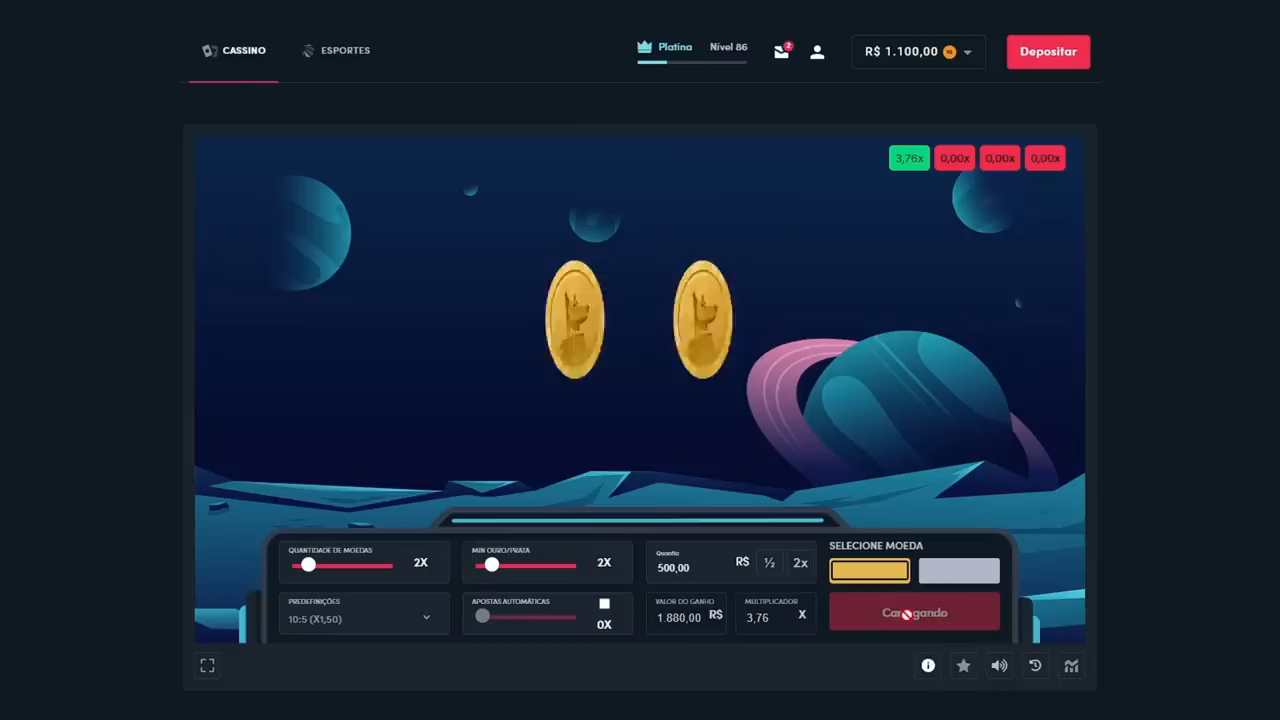 CASSINO
ESPORTES
Platina
Nível 86
2
R$ 1.100,00
Depositar
3,76x
0,00x
0,00x
0,00x
QUANTIDADE DE MOEDAS
2X
MIN OURO/PRATA
2X
Quantia
500,00
R$
½
2x
SELECIONE MOEDA
PREDEFINIÇÕES
10:5 (X1,50)
APOSTAS AUTOMÁTICAS
0X
VALOR DO GANHO
1.880,00
R$
MULTIPLICADOR
3,76
X
Carregando